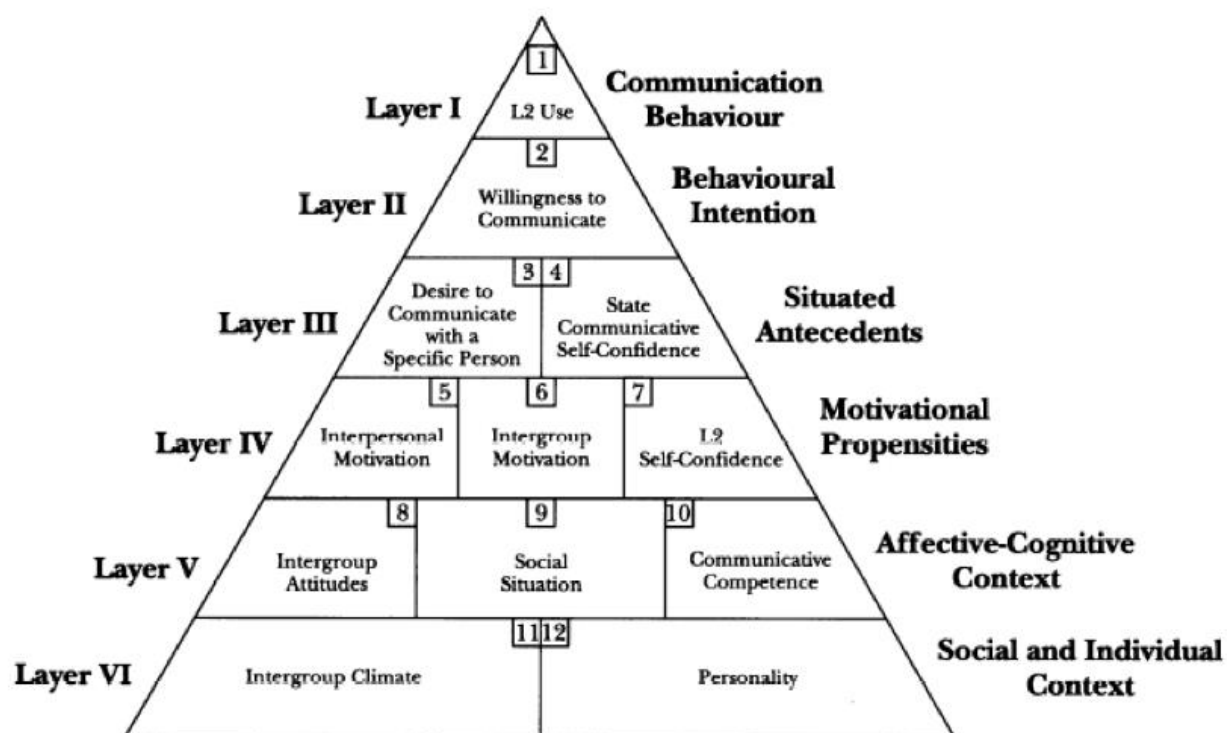 1
Layer I
L2 Use
Communication
Behaviour
2
Layer II
Willingness to
Communicate
Behavioural
Intention
3 4
Layer III
Desire to
Communicate
with a
Specific Person
State
Communicative
Self-Confidence
Situated
Antecedents
5 6 7
Layer IV
Interpersonal
Motivation
Intergroup
Motivation
L2
Self-Confidence
Motivational
Propensities
8 9 10
Layer V
Intergroup
Attitudes
Social
Situation
Communicative
Competence
Affective-Cognitive
Context
11 12
Layer VI
Intergroup Climate
Personality
Social and Individual
Context